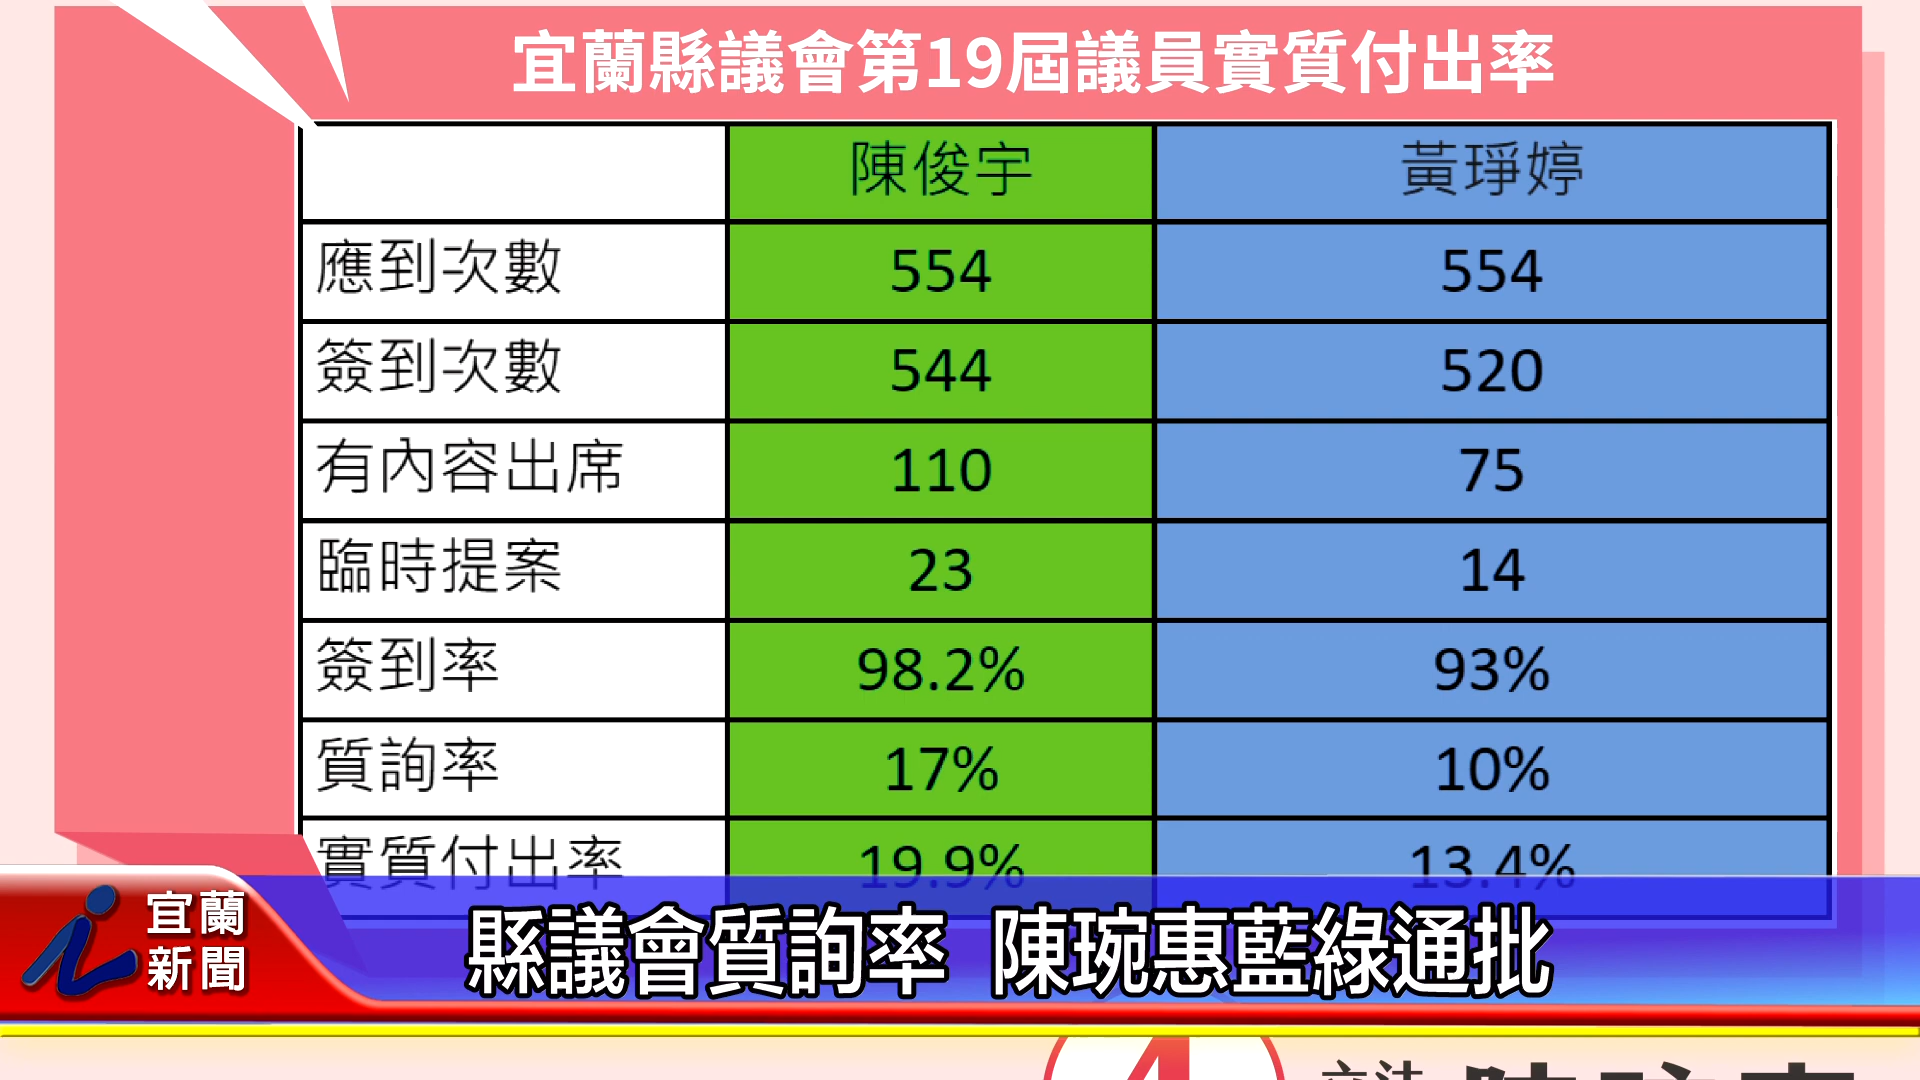 宜蘭縣議會第19屆議員實質付出率
陳俊宇 黃琤婷
應到次數 554 554
簽到次數 544 520
有內容出席 110 75
臨時提案 23 14
簽到率 98.2% 93%
質詢率 17% 10%
實質付出率 19.9% 13.4%
宜蘭
新聞
縣議會質詢率 陳琬惠藍綠通批